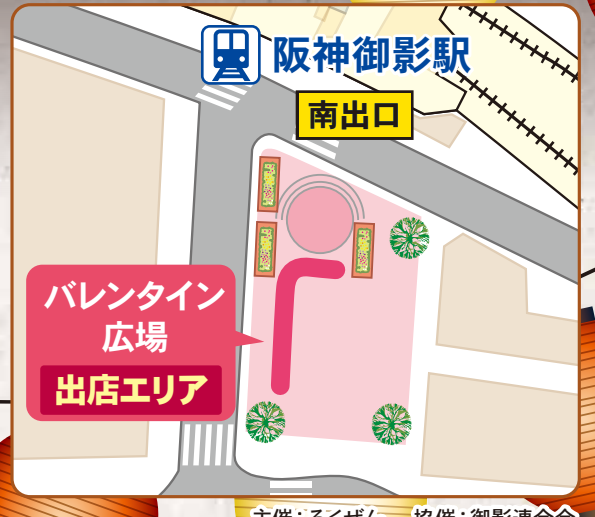 阪神御影駅
南出口
バレンタイン
広場
出店エリア